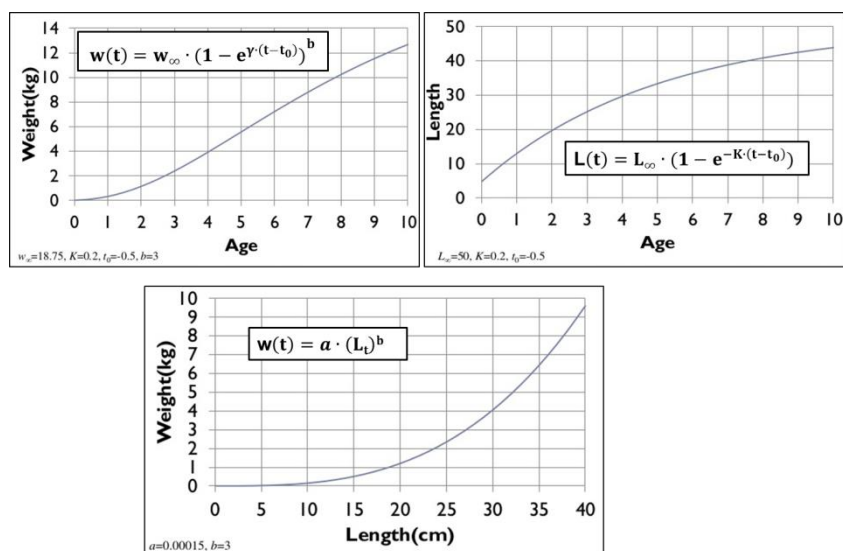 14
12
10
8
6
4
2
0
Weight(kg)
w(t) = w∞ · (1 − e^γ·(t−t₀))^b
0 1 2 3 4 5 6 7 8 9 10
Age
w∞=18.75, K=0.2, t₀=-0.5, b=3
50
40
30
20
10
0
Length
L(t) = L∞ · (1 − e^−K·(t−t₀))
0 1 2 3 4 5 6 7 8 9 10
Age
L∞=50, K=0.2, t₀=-0.5
10
9
8
7
6
5
4
3
2
1
0
Weight(kg)
w(t) = a · (Lₜ)^b
0 5 10 15 20 25 30 35 40
Length(cm)
a=0.00015, b=3